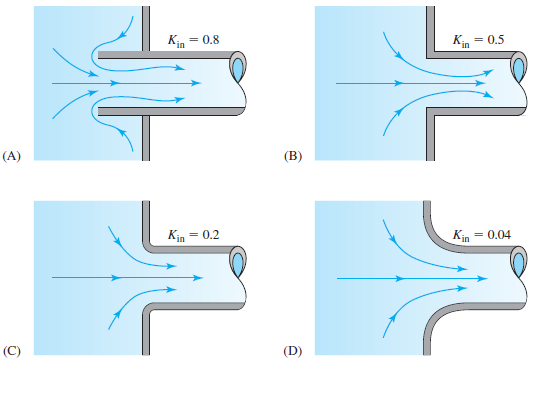 K_in = 0.8
K_in = 0.5
(A)
(B)
K_in = 0.2
K_in = 0.04
(C)
(D)